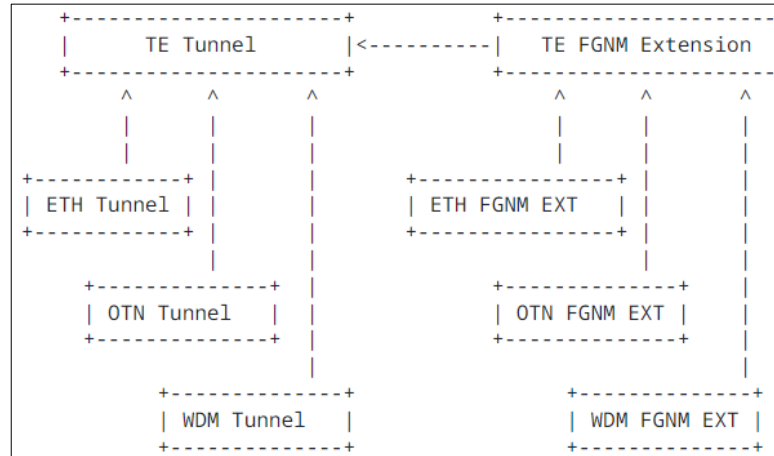 +----------------------+          +----------------------
|      TE Tunnel       |<----------|   TE FGNM Extension
+----------------------+          +----------------------
     ^      ^       ^                  ^      ^       ^
     |      |       |                  |      |       |
     |      |       |                  |      |       |
+------------+ |       |        +----------------+ |       |
| ETH Tunnel | |       |        | ETH FGNM EXT   | |       |
+------------+ |       |        +----------------+ |       |
            |       |                         |       |
     +--------------+  |               +--------------+    |
     | OTN Tunnel   |  |               | OTN FGNM EXT |    |
     +--------------+  |               +--------------+    |
                    |                                 |
           +--------------+                  +--------------+
           | WDM Tunnel   |                  | WDM FGNM EXT |
           +--------------+                  +--------------+